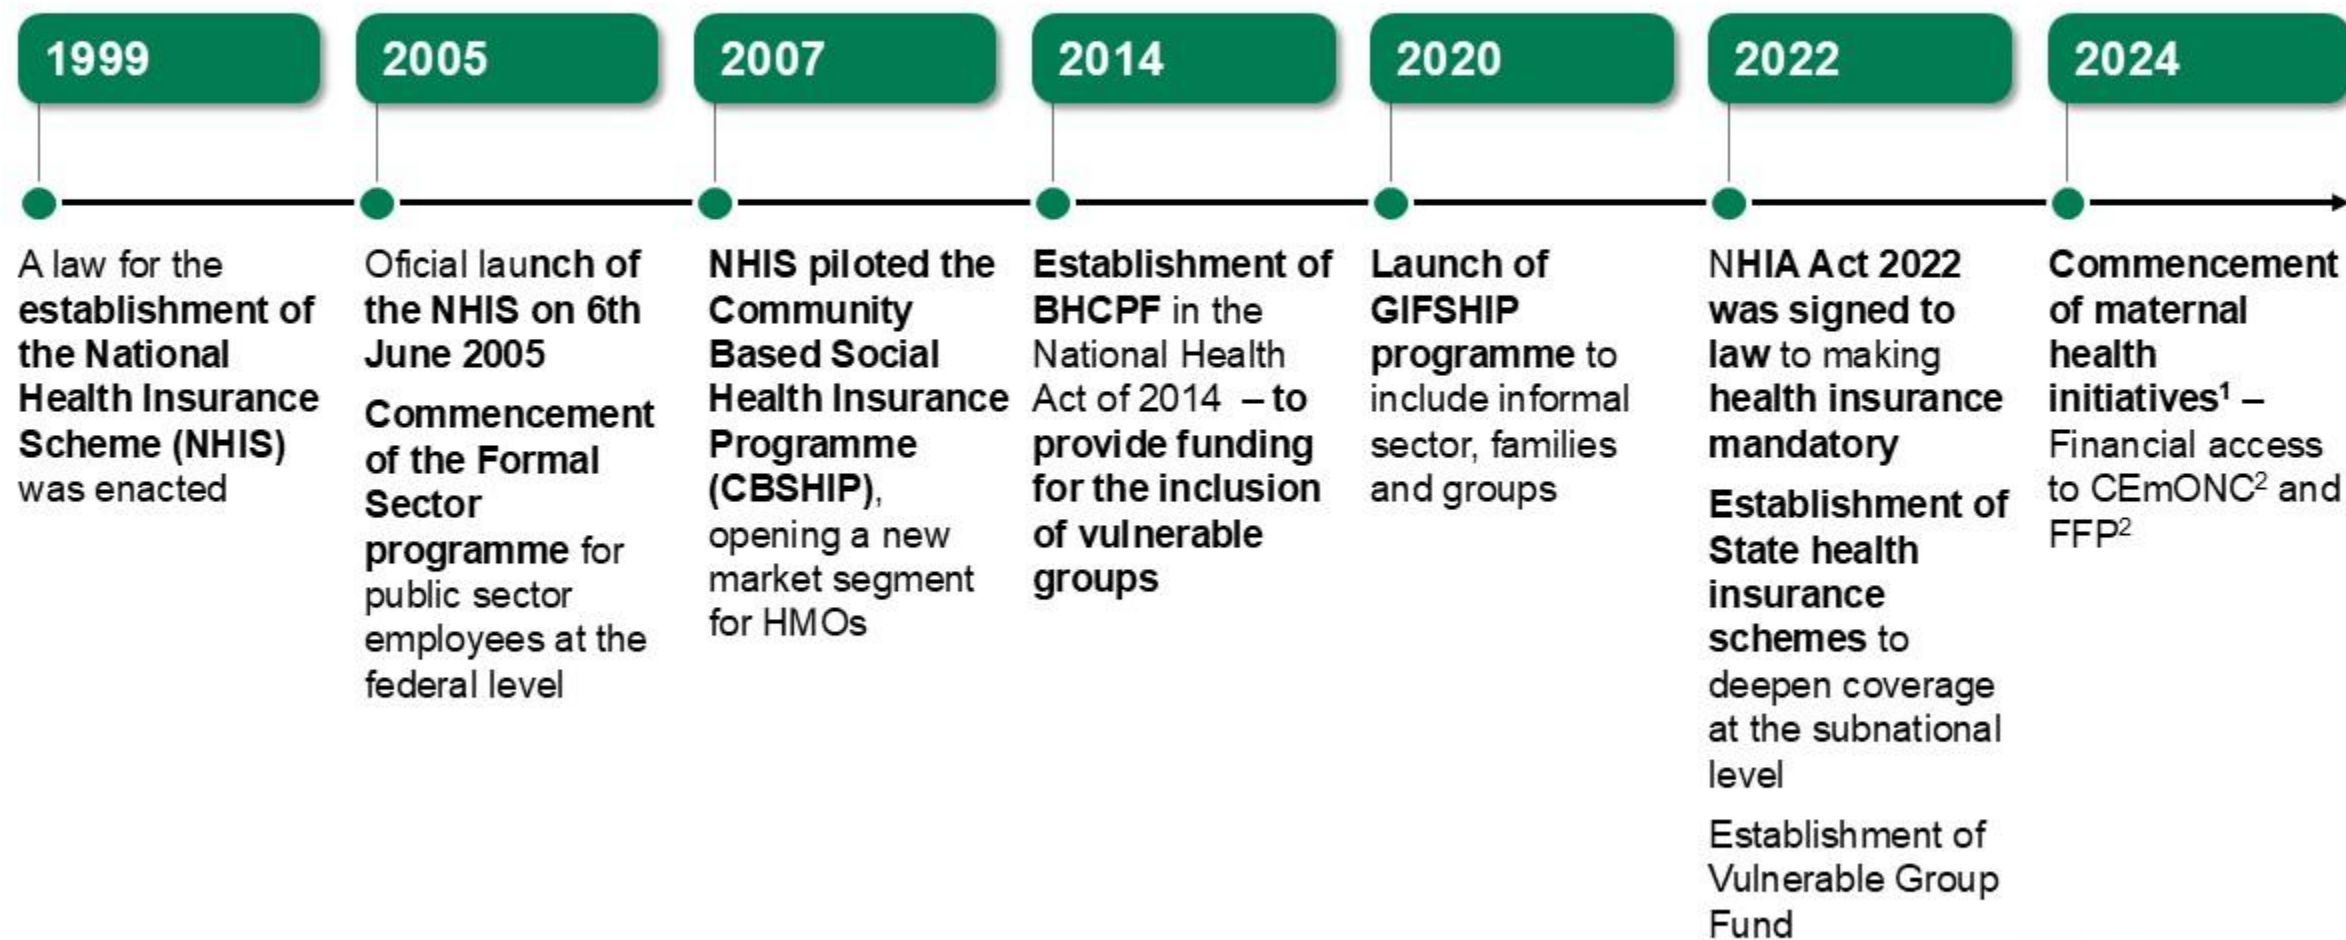 1999
A law for the
establishment of
the National
Health Insurance
Scheme (NHIS)
was enacted
2005
Oficial launch of
the NHIS on 6th
June 2005
Commencement
of the Formal
Sector
programme for
public sector
employees at the
federal level
2007
NHIS piloted the
Community
Based Social
Health Insurance
Programme
(CBSHIP),
opening a new
market segment
for HMOs
2014
Establishment of
BHCPF in the
National Health
Act of 2014 – to
provide funding
for the inclusion
of vulnerable
groups
2020
Launch of
GIFSHIP
programme to
include informal
sector, families
and groups
2022
NHIA Act 2022
was signed to
law to making
health insurance
mandatory
Establishment of
State health
insurance
schemes to
deepen coverage
at the subnational
level
Establishment of
Vulnerable Group
Fund
2024
Commencement
of maternal
health
initiatives¹ –
Financial access
to CEmONC² and
FFP²